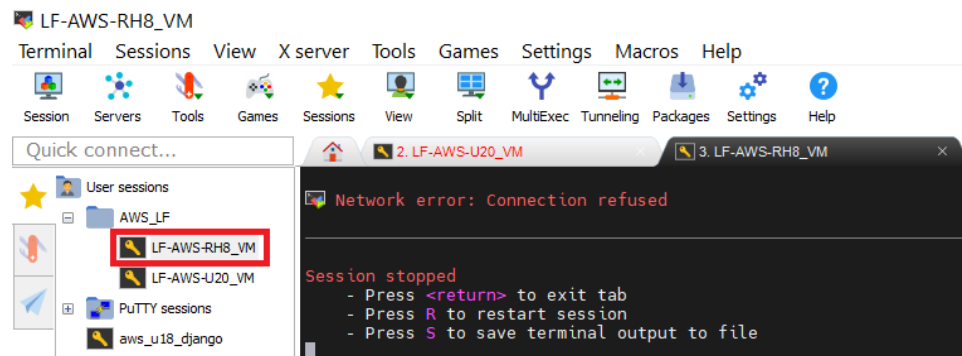 LF-AWS-RH8_VM
Terminal Sessions View X server Tools Games Settings Macros Help
Session Servers Tools Games Sessions View Split MultiExec Tunneling Packages Settings Help
Quick connect...
2. LF-AWS-U20_VM
3. LF-AWS-RH8_VM
User sessions
AWS_LF
LF-AWS-RH8_VM
LF-AWS-U20_VM
PuTTY sessions
aws_u18_django
Network error: Connection refused
Session stopped
- Press <return> to exit tab
- Press R to restart session
- Press S to save terminal output to file